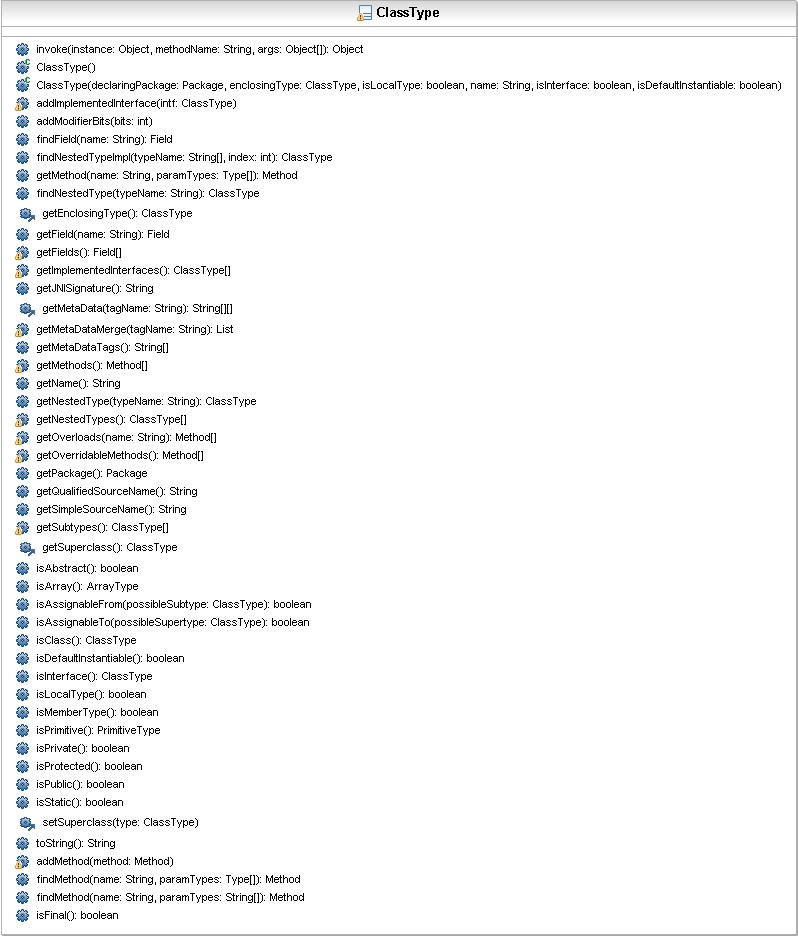 ClassType
invoke(instance: Object, methodName: String, args: Object[]): Object
ClassType()
ClassType(declaringPackage: Package, enclosingType: ClassType, isLocalType: boolean, name: String, isInterface: boolean, isDefaultInstantiable: boolean)
addImplementedInterface(intf: ClassType)
addModifierBits(bits: int)
findField(name: String): Field
findNestedTypeImpl(typeName: String[], index: int): ClassType
getMethod(name: String, paramTypes: Type[]): Method
findNestedType(typeName: String): ClassType
getEnclosingType(): ClassType
getField(name: String): Field
getFields(): Field[]
getImplementedInterfaces(): ClassType[]
getJNISignature(): String
getMetaData(tagName: String): String[][]
getMetaDataMerge(tagName: String): List
getMetaDataTags(): String[]
getMethods(): Method[]
getName(): String
getNestedType(typeName: String): ClassType
getNestedTypes(): ClassType[]
getOverloads(name: String): Method[]
getOverridableMethods(): Method[]
getPackage(): Package
getQualifiedSourceName(): String
getSimpleSourceName(): String
getSubtypes(): ClassType[]
getSuperclass(): ClassType
isAbstract(): boolean
isArray(): ArrayType
isAssignableFrom(possibleSubtype: ClassType): boolean
isAssignableTo(possibleSupertype: ClassType): boolean
isClass(): ClassType
isDefaultInstantiable(): boolean
isInterface(): ClassType
isLocalType(): boolean
isMemberType(): boolean
isPrimitive(): PrimitiveType
isPrivate(): boolean
isProtected(): boolean
isPublic(): boolean
isStatic(): boolean
setSuperclass(type: ClassType)
toString(): String
addMethod(method: Method)
findMethod(name: String, paramTypes: Type[]): Method
findMethod(name: String, paramTypes: String[]): Method
isFinal(): boolean